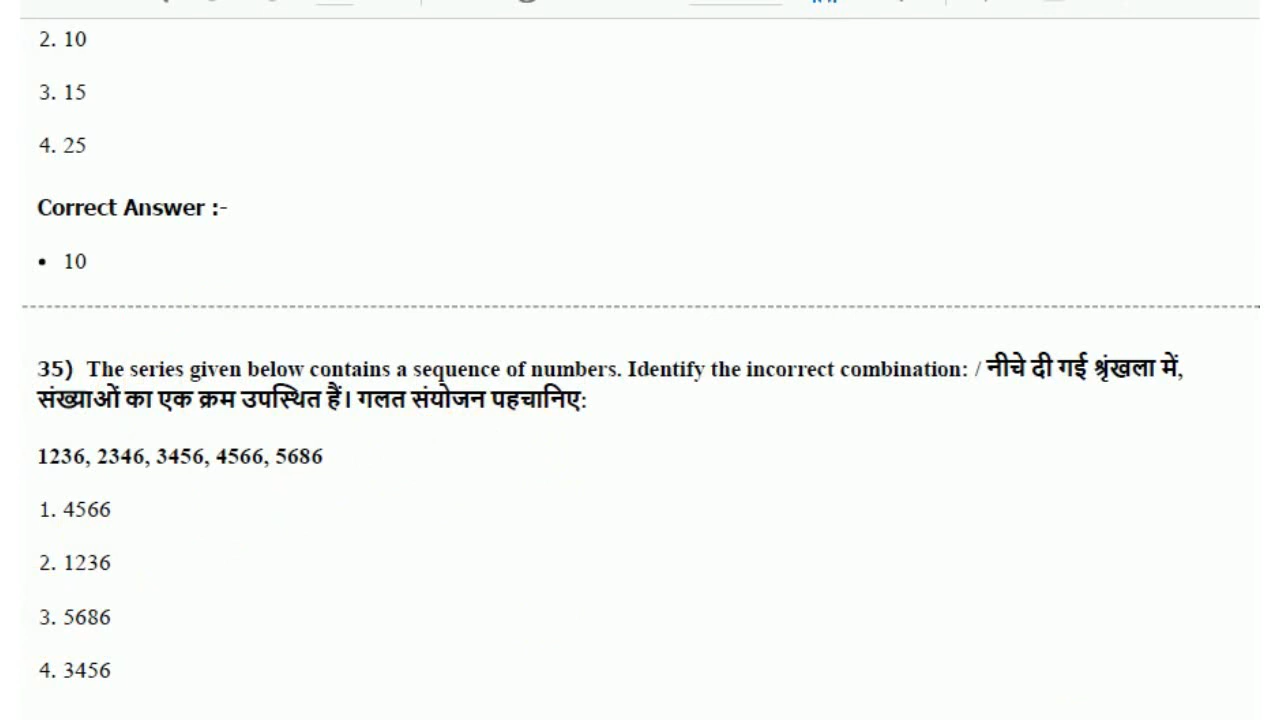 2. 10
3. 15
4. 25
Correct Answer :-
• 10
35) The series given below contains a sequence of numbers. Identify the incorrect combination: / नीचे दी गई श्रृंखला में,
संख्याओं का एक क्रम उपस्थित हैं। गलत संयोजन पहचानिए:
1236, 2346, 3456, 4566, 5686
1. 4566
2. 1236
3. 5686
4. 3456